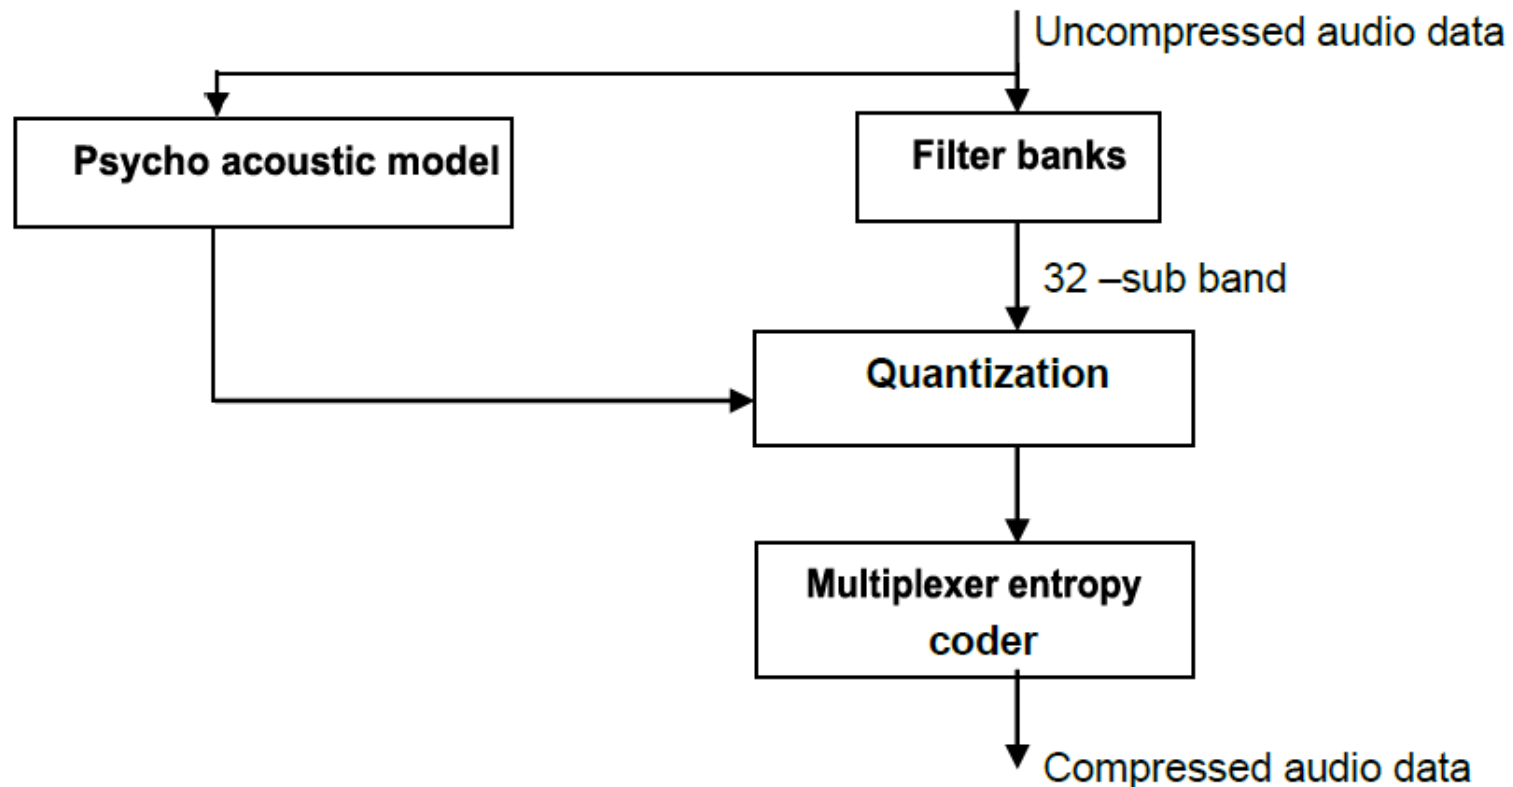 Uncompressed audio data
Psycho acoustic model
Filter banks
32 –sub band
Quantization
Multiplexer entropy
coder
Compressed audio data